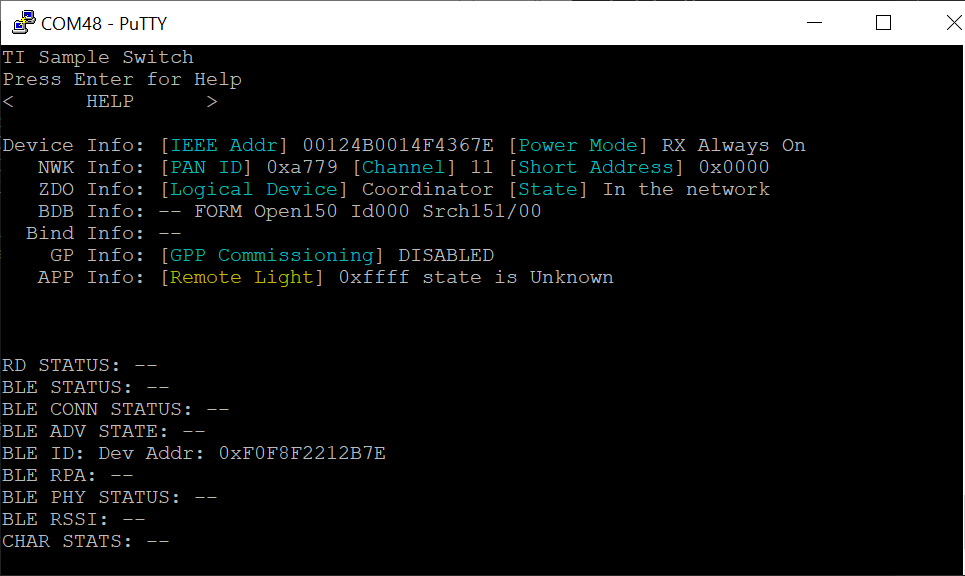 COM48 - PuTTY
TI Sample Switch
Press Enter for Help
<      HELP      >
Device Info: [IEEE Addr] 00124B0014F4367E [Power Mode] RX Always On
NWK Info: [PAN ID] 0xa779 [Channel] 11 [Short Address] 0x0000
ZDO Info: [Logical Device] Coordinator [State] In the network
BDB Info: -- FORM Open150 Id000 Srch151/00
Bind Info: --
GP Info: [GPP Commissioning] DISABLED
APP Info: [Remote Light] 0xffff state is Unknown
RD STATUS: --
BLE STATUS: --
BLE CONN STATUS: --
BLE ADV STATE: --
BLE ID: Dev Addr: 0xF0F8F2212B7E
BLE RPA: --
BLE PHY STATUS: --
BLE RSSI: --
CHAR STATS: --